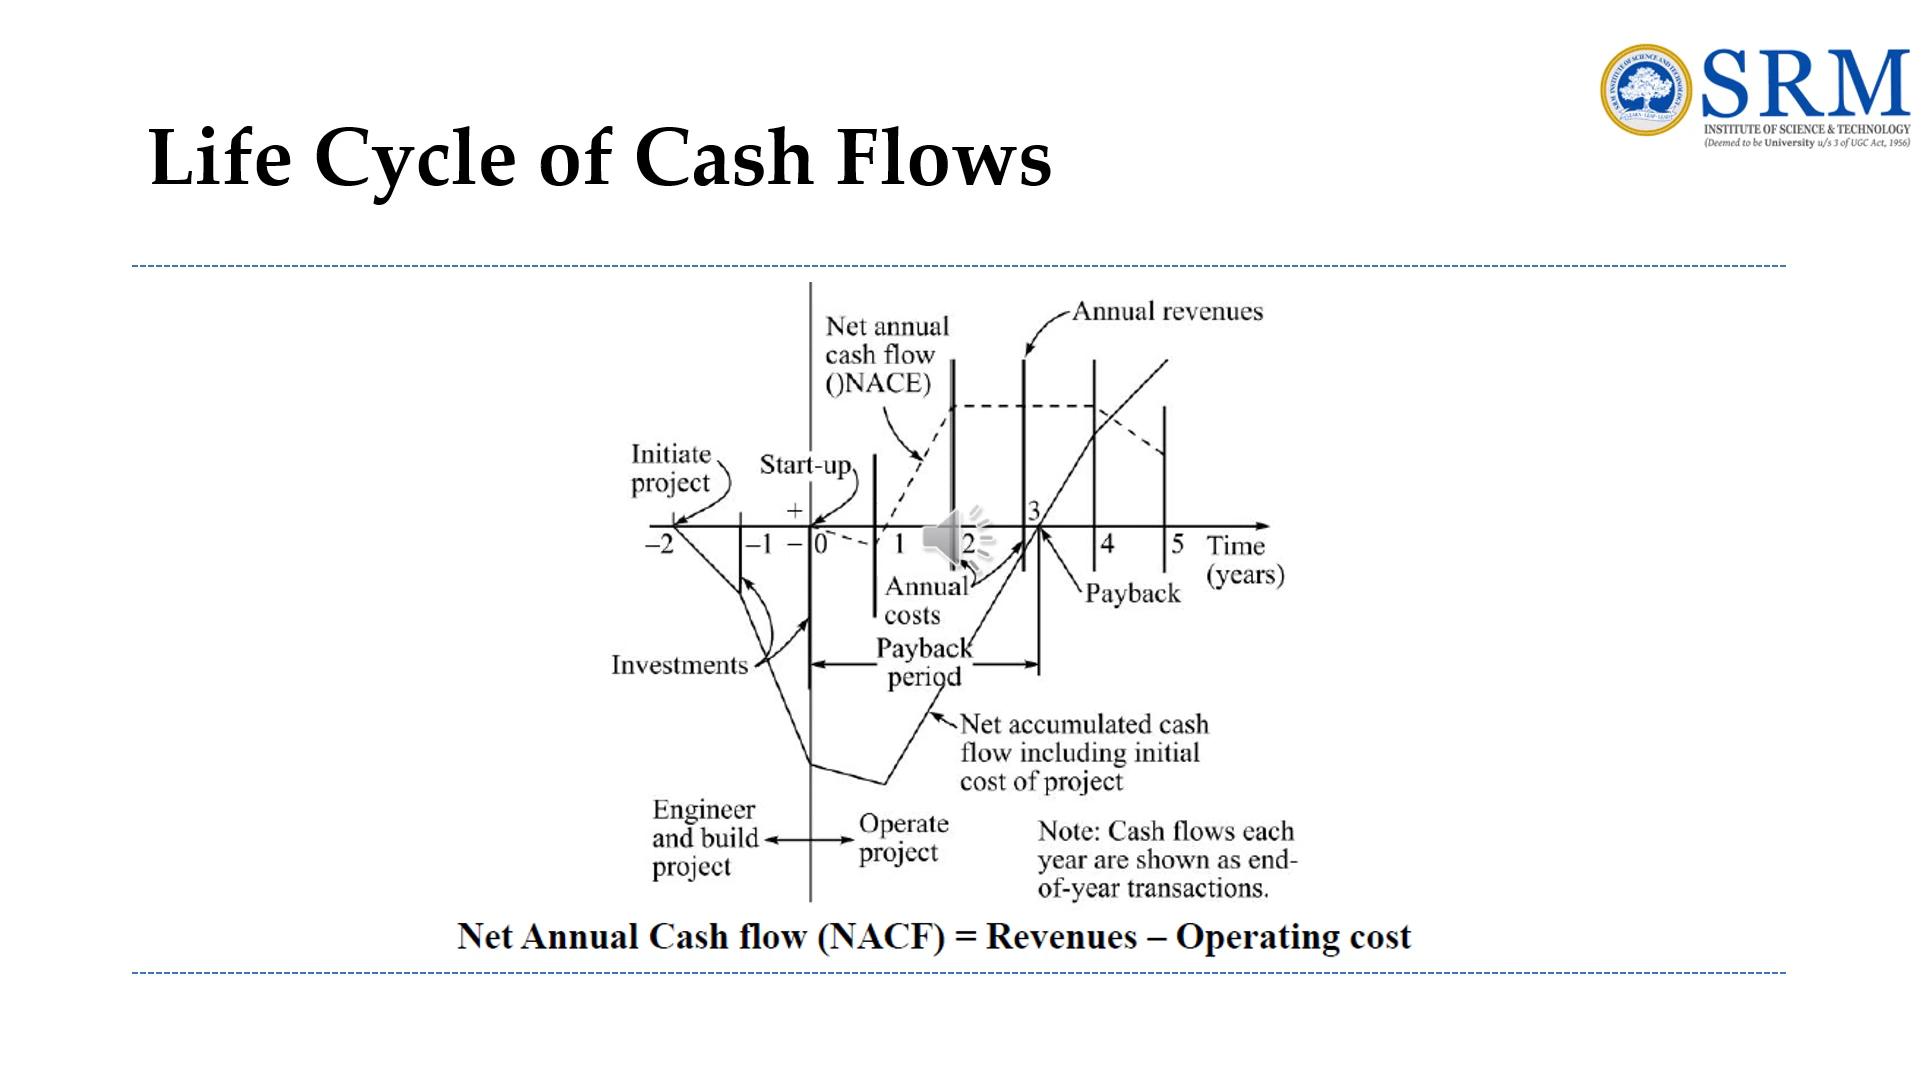 SRM
INSTITUTE OF SCIENCE & TECHNOLOGY
(Deemed to be University u/s 3 of UGC Act, 1956)
Life Cycle of Cash Flows
Annual revenues
Net annual
cash flow
()NACE)
Initiate
project
Start-up
+
3
–2
–1
–
0
1
2
4
5
Time
(years)
Annual
costs
Payback
Payback
period
Investments
Net accumulated cash
flow including initial
cost of project
Engineer
and build
project
Operate
project
Note: Cash flows each
year are shown as end-
of-year transactions.
Net Annual Cash flow (NACF) = Revenues – Operating cost